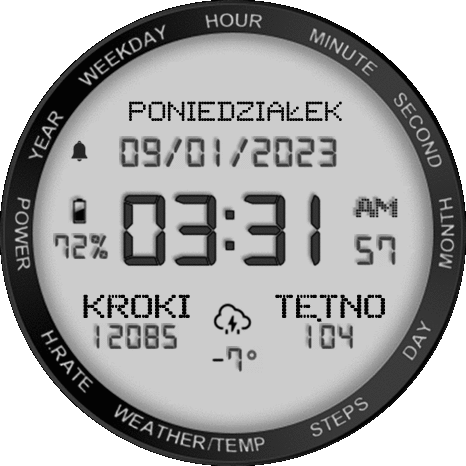 HOUR
MINUTE
SECOND
MONTH
DAY
STEPS
WEATHER/TEMP
H.RATE
POWER
YEAR
WEEKDAY
PONIEDZIAŁEK
09/01/2023
03:31
AM
57
72%
KROKI
TĘTNO
12085
104
-7°